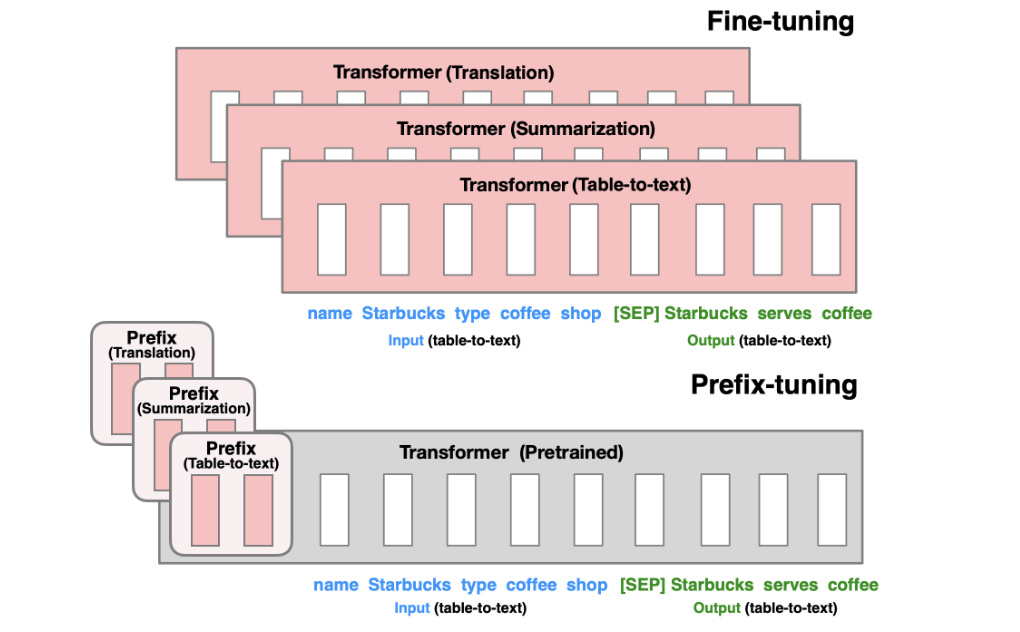 Fine-tuning
Transformer (Translation)
Transformer (Summarization)
Transformer (Table-to-text)
name Starbucks type coffee shop [SEP] Starbucks serves coffee
Input (table-to-text) Output (table-to-text)
Prefix-tuning
Prefix
(Translation)
Prefix
(Summarization)
Prefix
(Table-to-text)
Transformer (Pretrained)
name Starbucks type coffee shop [SEP] Starbucks serves coffee
Input (table-to-text) Output (table-to-text)